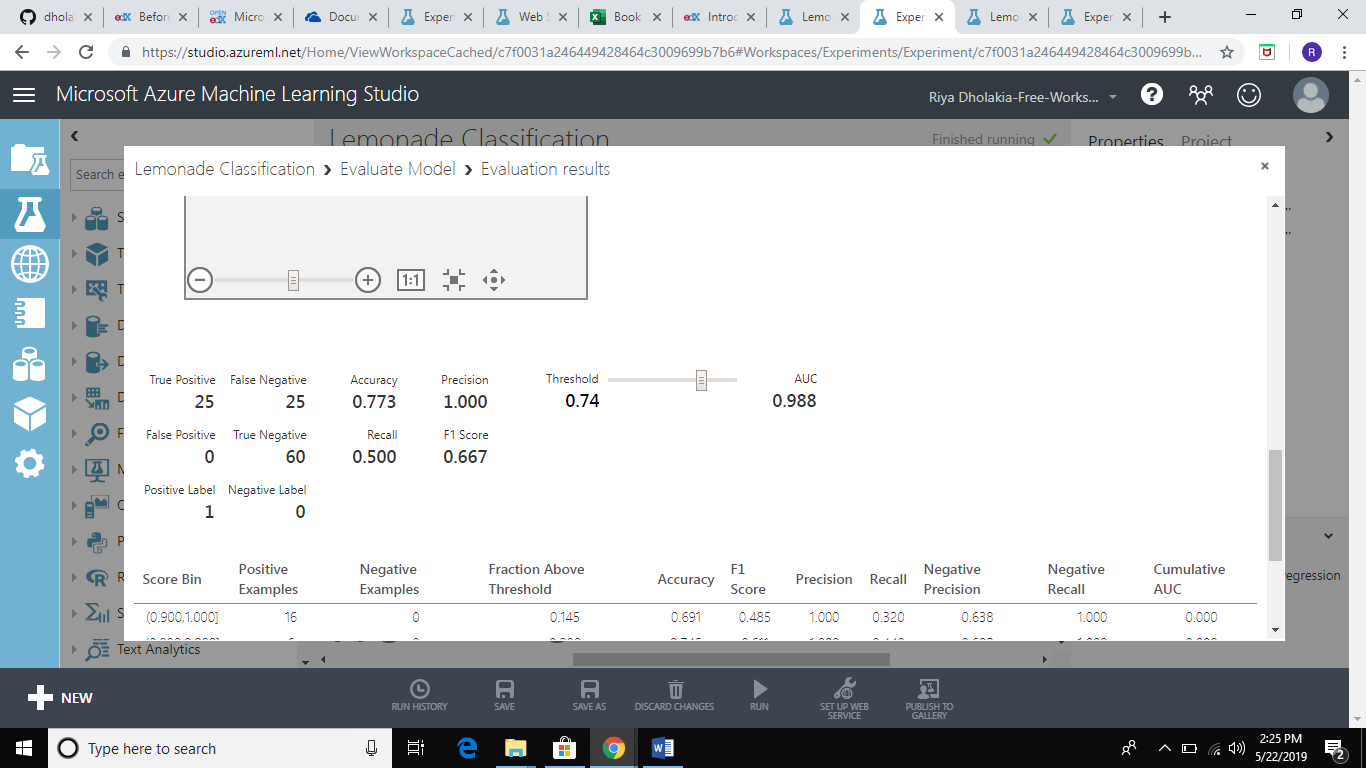 dhola
Befor
Micro
Docu
Exper
Web S
Book
Introd
Lemo
Exper
Lemo
Exper
https://studio.azureml.net/Home/ViewWorkspaceCached/c7f0031a246449428464c3009699b7b6#Workspaces/Experiments/Experiment/c7f0031a246449428464c3009699b...
R
Microsoft Azure Machine Learning Studio
Riya Dholakia-Free-Works...
Lemonade Classification
Finished running
Properties Project
Search e
Lemonade Classification › Evaluate Model › Evaluation results
1:1
True Positive False Negative Accuracy Precision Threshold AUC
25 25 0.773 1.000 0.74 0.988
False Positive True Negative Recall F1 Score
0 60 0.500 0.667
Positive Label Negative Label
1 0
Score Bin Positive Examples Negative Examples Fraction Above Threshold Accuracy F1 Score Precision Recall Negative Precision Negative Recall Cumulative AUC
(0.900,1.000] 16 0 0.145 0.691 0.485 1.000 0.320 0.638 1.000 0.000
egression
Text Analytics
NEW
RUN HISTORY
SAVE
SAVE AS
DISCARD CHANGES
RUN
SET UP WEB SERVICE
PUBLISH TO GALLERY
Type here to search
2:25 PM
5/22/2019
2